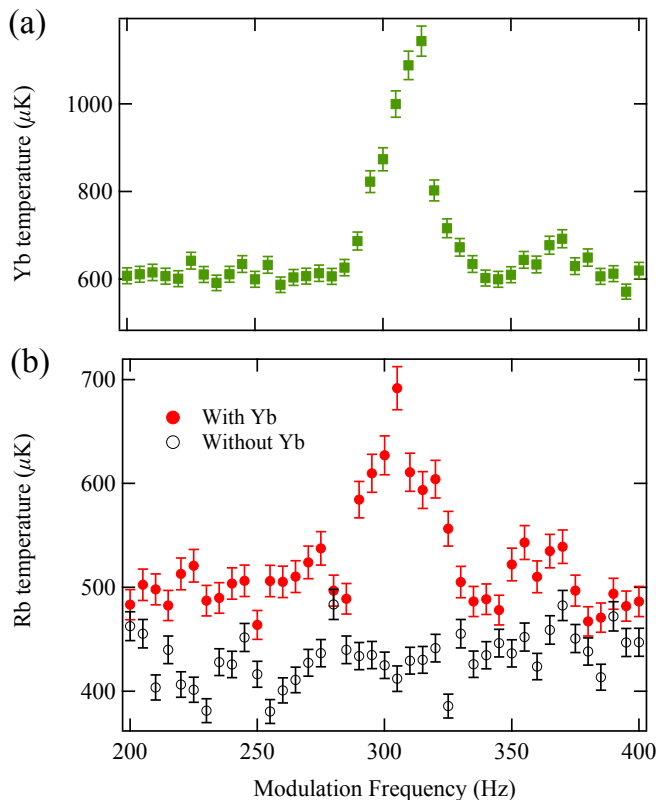 (a)
Yb temperature (μK)
1000
800
600
(b)
Rb temperature (μK)
700
600
500
400
With Yb
Without Yb
200
250
300
350
400
Modulation Frequency (Hz)